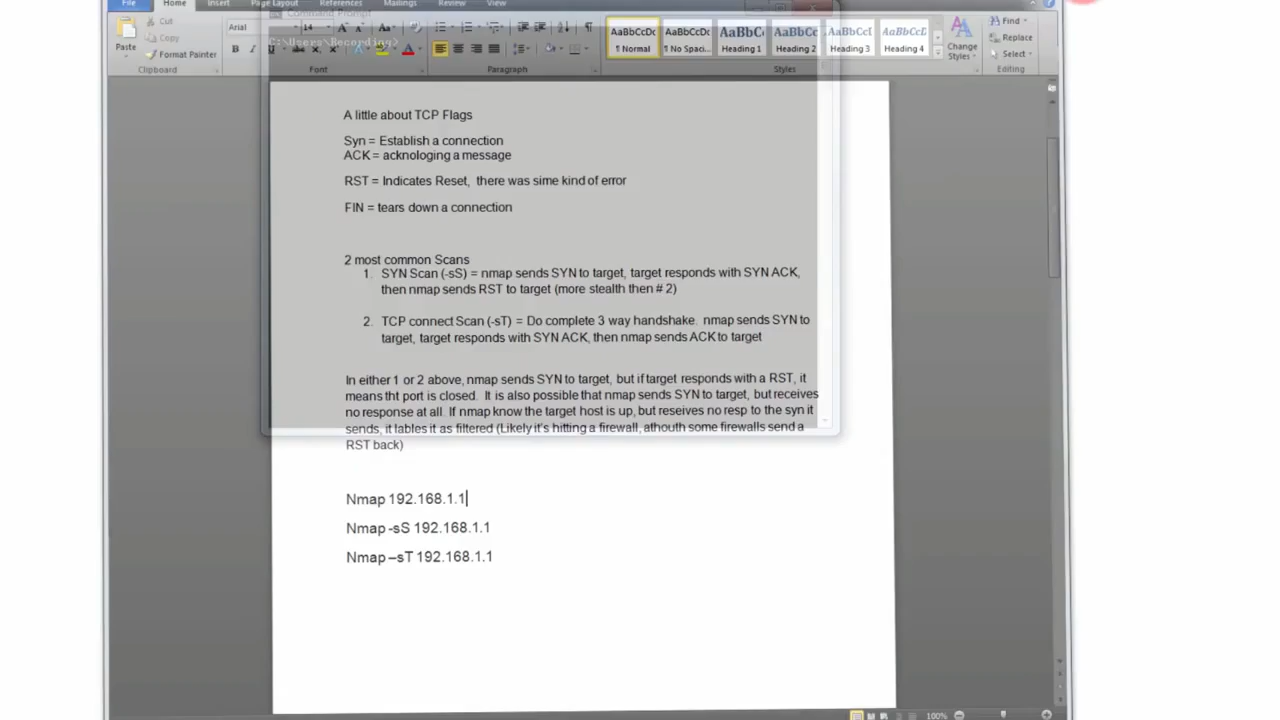 File Home Insert Page Layout References Mailings Review View
Command Prompt
Cut
Copy
Format Painter
Paste
Clipboard
Arial 14
C:\Users\Recording>
Font
Paragraph
AaBbCcDc AaBbCcDc AaBbC AaBbCc AaBbCcI AaBbCcL
¶ Normal ¶ No Spaci... Heading 1 Heading 2 Heading 3 Heading 4
Styles
Change Styles
Find
Replace
Select
Editing
A little about TCP Flags
Syn = Establish a connection
ACK = acknologing a message
RST = Indicates Reset, there was sime kind of error
FIN = tears down a connection
2 most common Scans
1. SYN Scan (-sS) = nmap sends SYN to target, target responds with SYN ACK,
then nmap sends RST to target (more stealth then # 2)
2. TCP connect Scan (-sT) = Do complete 3 way handshake. nmap sends SYN to
target, target responds with SYN ACK, then nmap sends ACK to target
In either 1 or 2 above, nmap sends SYN to target, but if target responds with a RST, it
means tht port is closed. It is also possible that nmap sends SYN to target, but receives
no response at all. If nmap know the target host is up, but reseives no resp to the syn it
sends, it lables it as filtered (Likely it's hitting a firewall, athouth some firewalls send a
RST back)
Nmap 192.168.1.1
Nmap -sS 192.168.1.1
Nmap –sT 192.168.1.1
100%